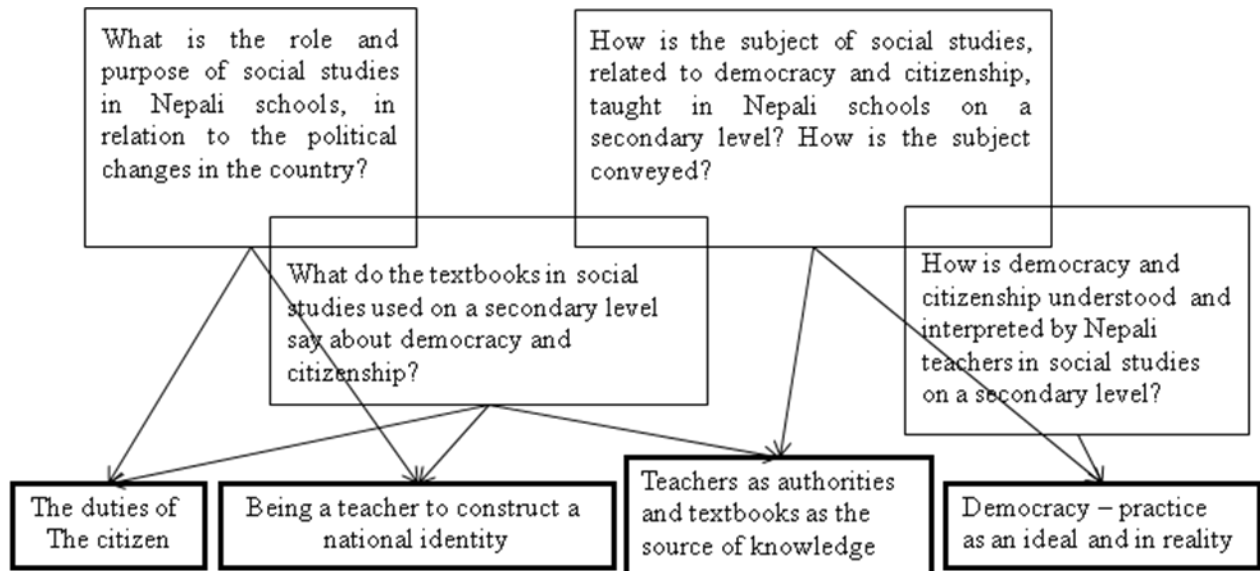 What is the role and
purpose of social studies
in Nepali schools, in
relation to the political
changes in the country?
How is the subject of social studies,
related to democracy and citizenship,
taught in Nepali schools on a
secondary level? How is the subject
conveyed?
What do the textbooks in social
studies used on a secondary level
say about democracy and
citizenship?
How is democracy and
citizenship understood and
interpreted by Nepali
teachers in social studies
on a secondary level?
The duties of
The citizen
Being a teacher to construct a
national identity
Teachers as authorities
and textbooks as the
source of knowledge
Democracy – practice
as an ideal and in reality